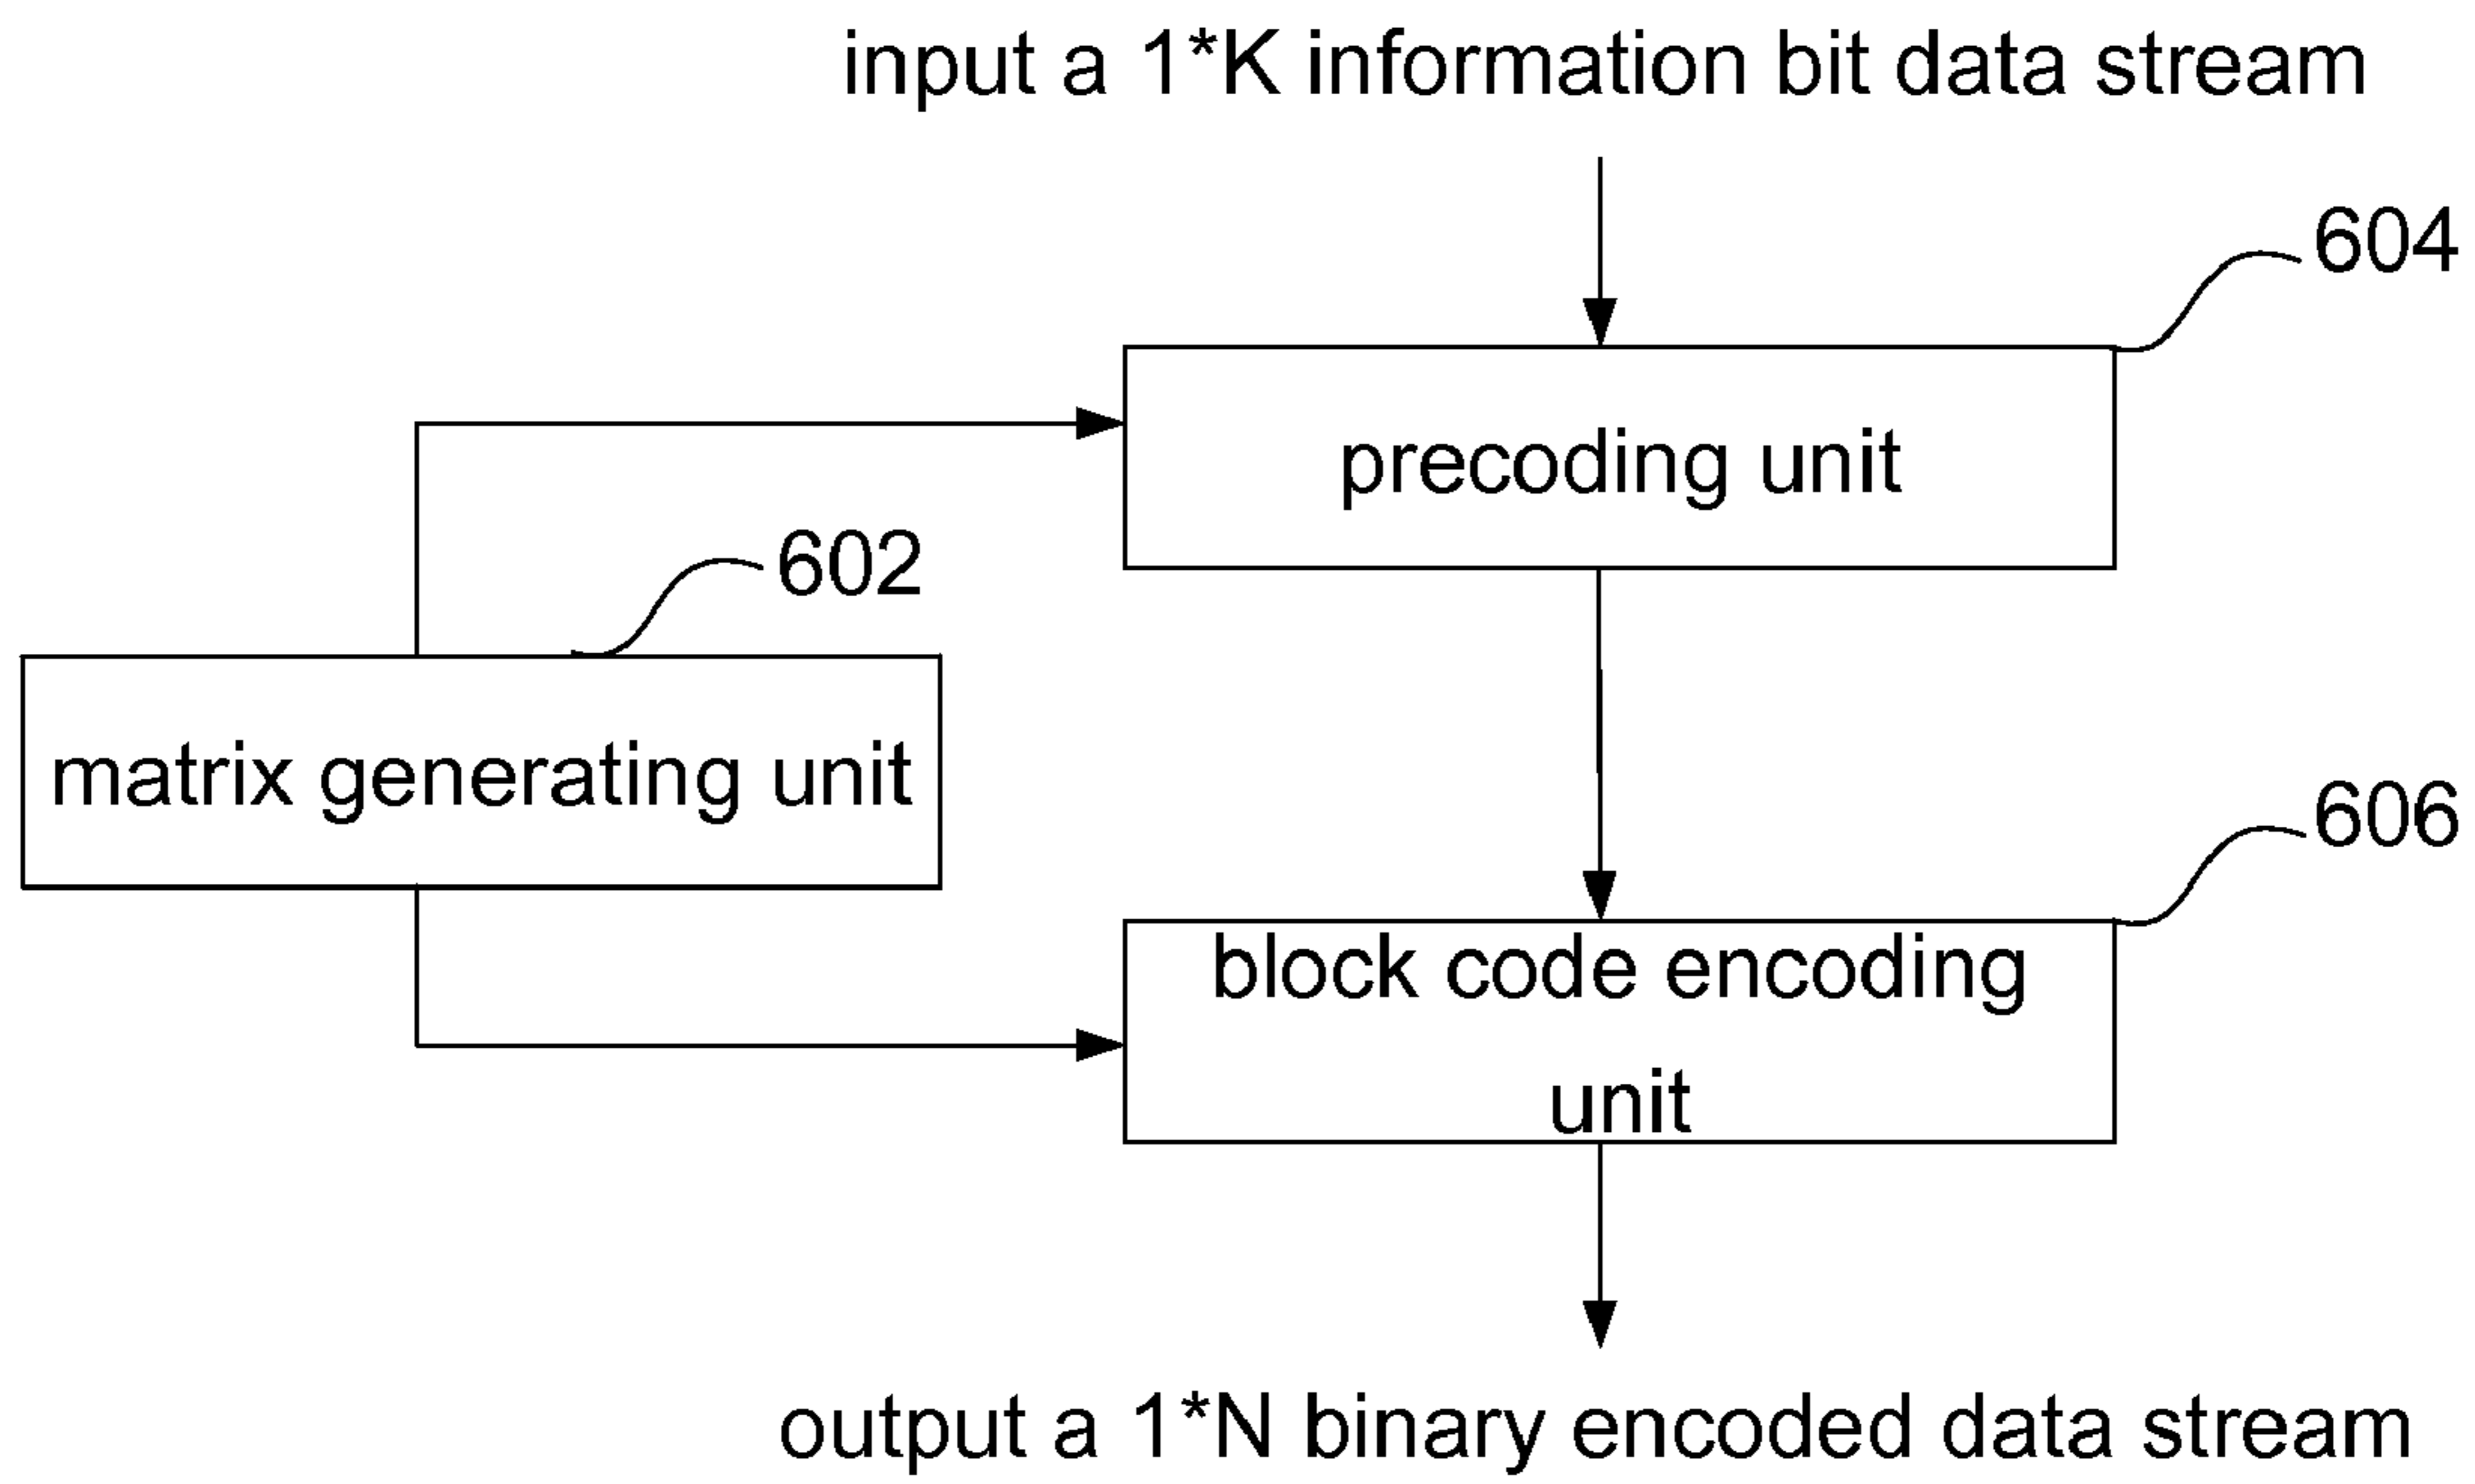 input a 1*K information bit data stream
604
precoding unit
602
matrix generating unit
606
block code encoding
unit
output a 1*N binary encoded data stream